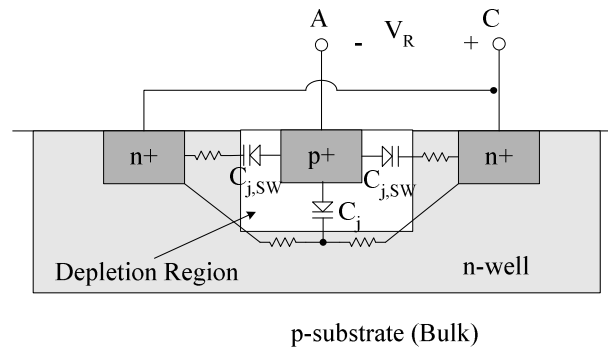 A - V_R + C
n+ p+ n+
C_j,SW C_j,SW
C_j
Depletion Region
n-well
p-substrate (Bulk)